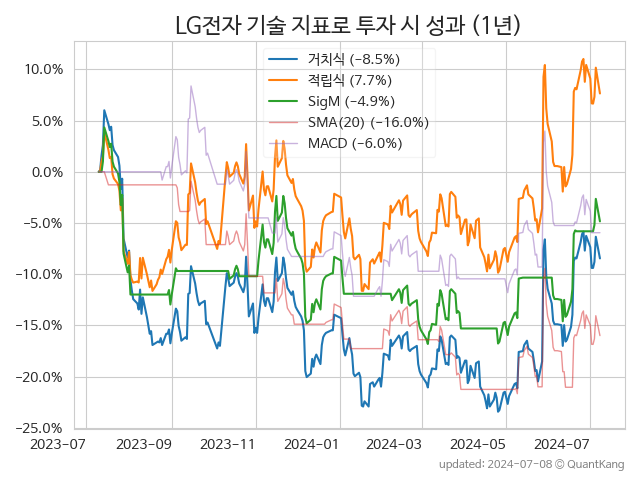 LG전자 기술 지표로 투자 시 성과 (1년)
거치식 (−8.5%)
적립식 (7.7%)
SigM (−4.9%)
SMA(20) (−16.0%)
MACD (−6.0%)
10.0%
5.0%
0.0%
−5.0%
−10.0%
−15.0%
−20.0%
−25.0%
2023-07 2023-09 2023-11 2024-01 2024-03 2024-05 2024-07
updated: 2024-07-08 © QuantKang